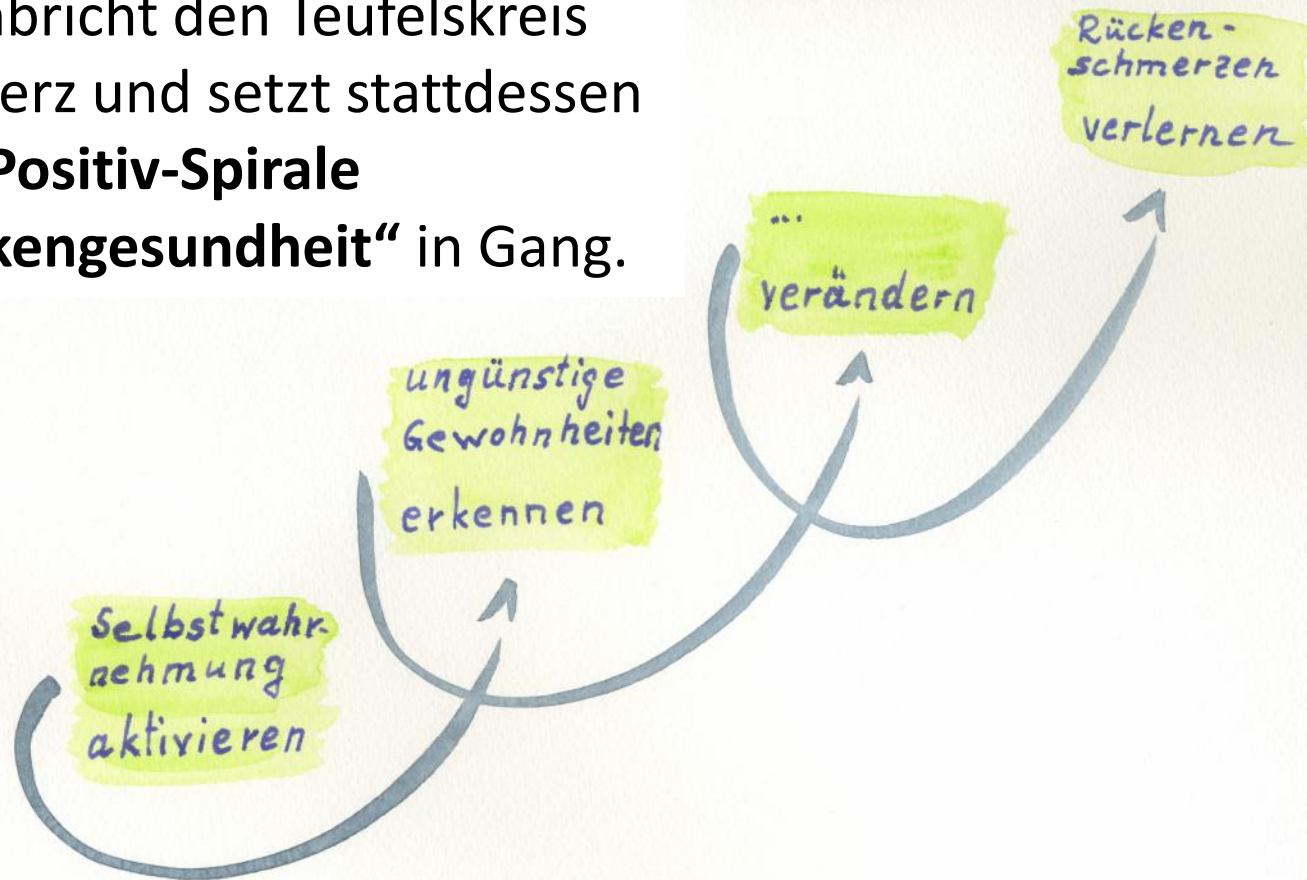 bricht den Teufelskreis
erz und setzt stattdessen
Positiv-Spirale
kengesundheit“ in Gang.
Rücken-
schmerzen
verlernen
...
verändern
ungünstige
Gewohnheiten
erkennen
Selbstwahr-
nehmung
aktivieren